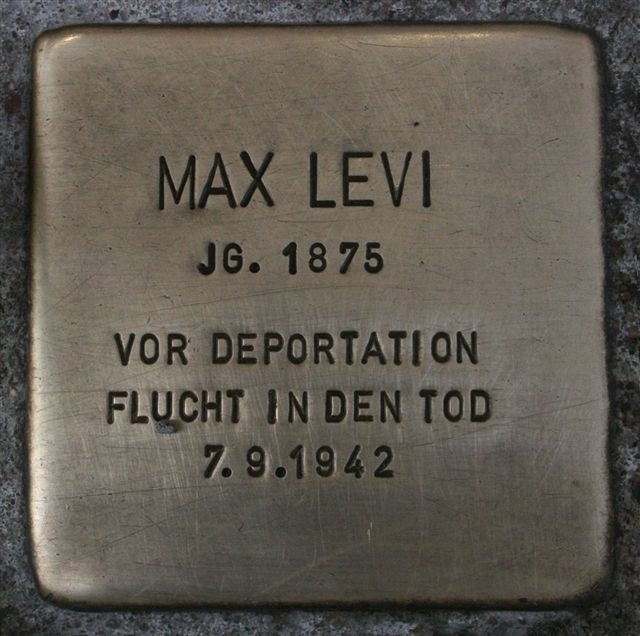 MAX LEVI
JG. 1875
VOR DEPORTATION
FLUCHT IN DEN TOD
7.9.1942